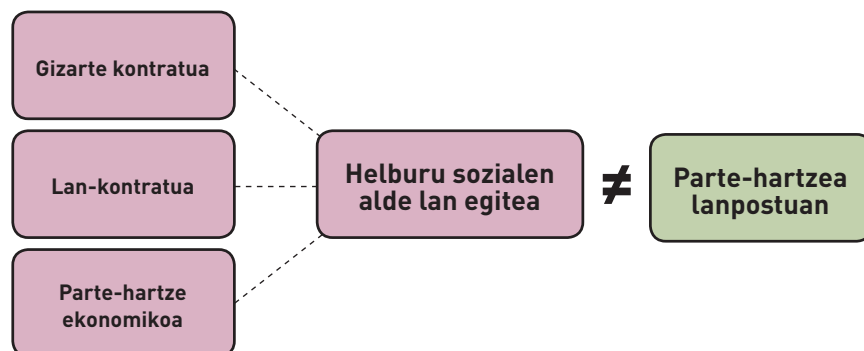 Gizarte kontratua
Lan-kontratua
Parte-hartze
ekonomikoa
Helburu sozialen
alde lan egitea
≠
Parte-hartzea
lanpostuan